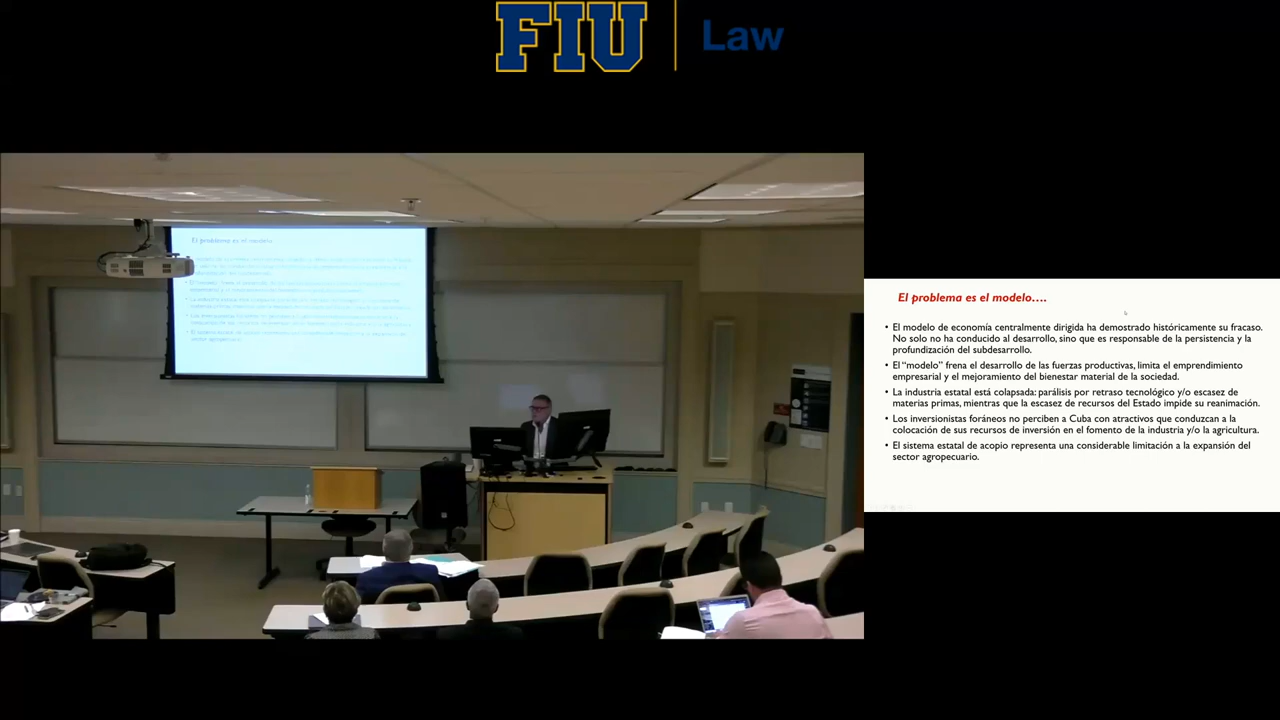 FIU Law
El problema es el modelo
El problema es el modelo....
• El modelo de economía centralmente dirigida ha demostrado históricamente su fracaso.
No solo no ha conducido al desarrollo, sino que es responsable de la persistencia y la
profundización del subdesarrollo.
• El “modelo” frena el desarrollo de las fuerzas productivas, limita el emprendimiento
empresarial y el mejoramiento del bienestar material de la sociedad.
• La industria estatal está colapsada: parálisis por retraso tecnológico y/o escasez de
materias primas, mientras que la escasez de recursos del Estado impide su reanimación.
• Los inversionistas foráneos no perciben a Cuba con atractivos que conduzcan a la
colocación de sus recursos de inversión en el fomento de la industria y/o la agricultura.
• El sistema estatal de acopio representa una considerable limitación a la expansión del
sector agropecuario.